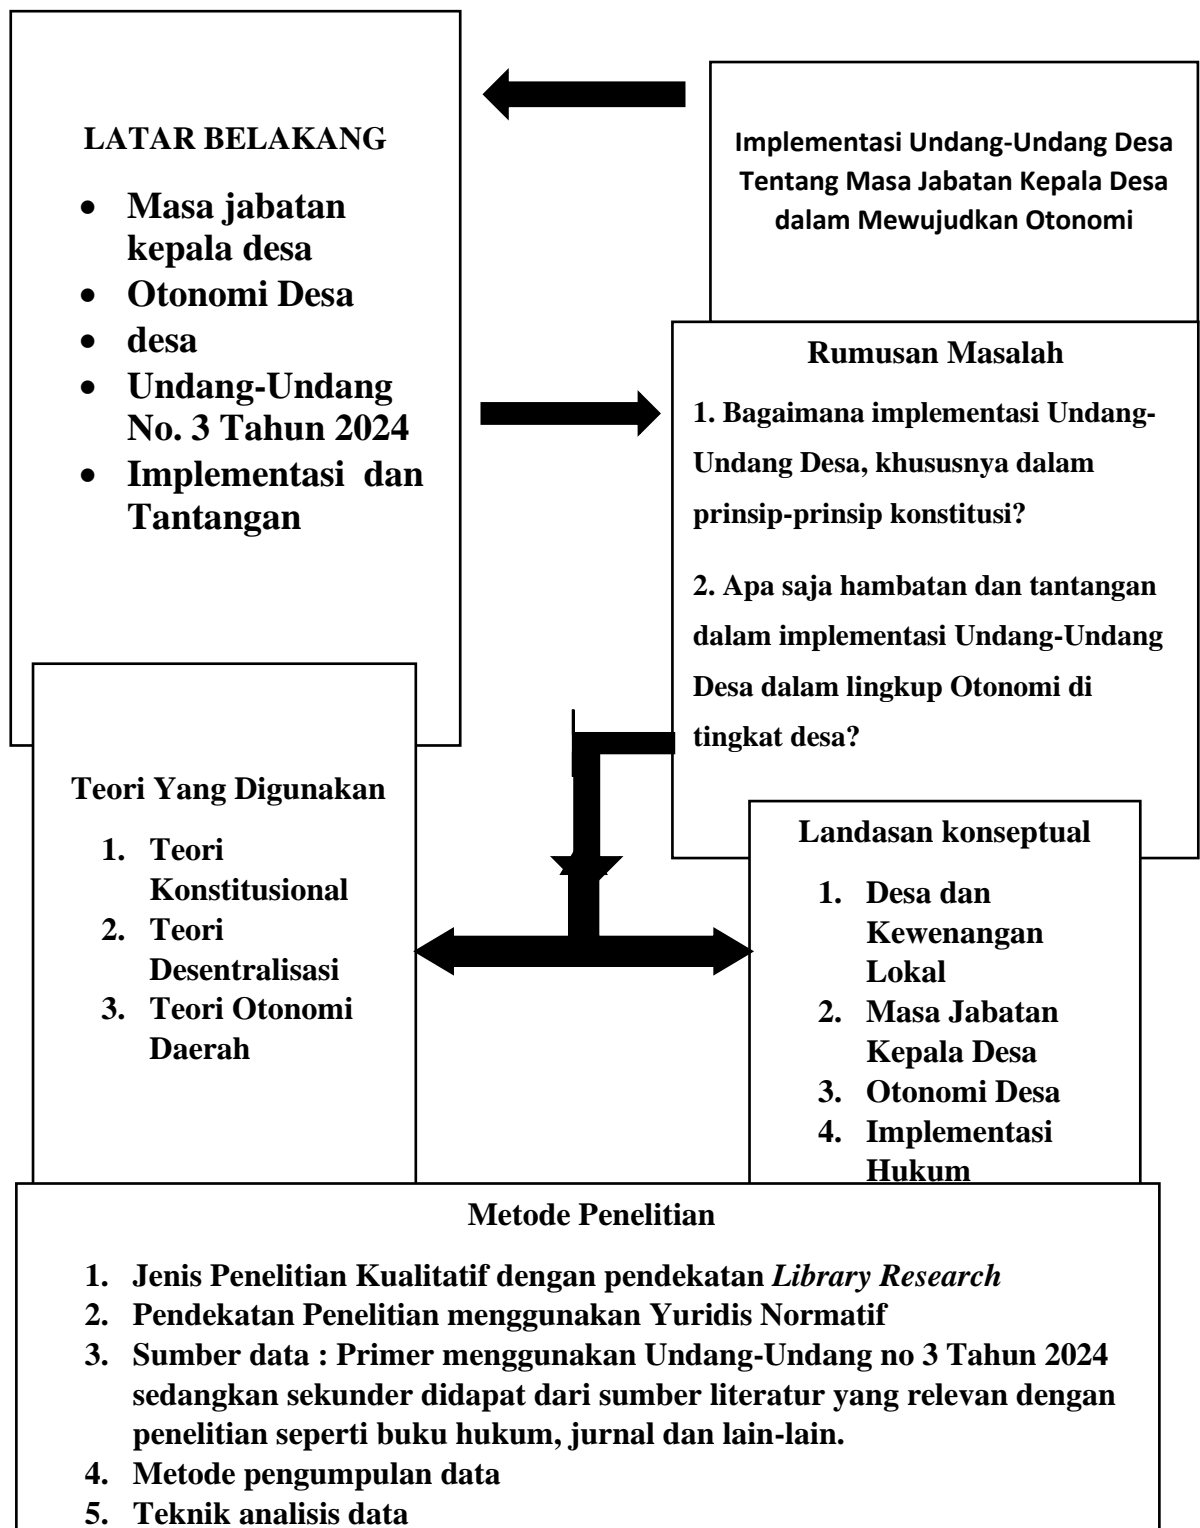 LATAR BELAKANG
• Masa jabatan
kepala desa
• Otonomi Desa
• desa
• Undang-Undang
No. 3 Tahun 2024
• Implementasi dan
Tantangan
Implementasi Undang-Undang Desa
Tentang Masa Jabatan Kepala Desa
dalam Mewujudkan Otonomi
Rumusan Masalah
1. Bagaimana implementasi Undang-
Undang Desa, khususnya dalam
prinsip-prinsip konstitusi?
2. Apa saja hambatan dan tantangan
dalam implementasi Undang-Undang
Desa dalam lingkup Otonomi di
tingkat desa?
Teori Yang Digunakan
1. Teori
Konstitusional
2. Teori
Desentralisasi
3. Teori Otonomi
Daerah
Landasan konseptual
1. Desa dan
Kewenangan
Lokal
2. Masa Jabatan
Kepala Desa
3. Otonomi Desa
4. Implementasi
Hukum
Metode Penelitian
1. Jenis Penelitian Kualitatif dengan pendekatan Library Research
2. Pendekatan Penelitian menggunakan Yuridis Normatif
3. Sumber data : Primer menggunakan Undang-Undang no 3 Tahun 2024
sedangkan sekunder didapat dari sumber literatur yang relevan dengan
penelitian seperti buku hukum, jurnal dan lain-lain.
4. Metode pengumpulan data
5. Teknik analisis data